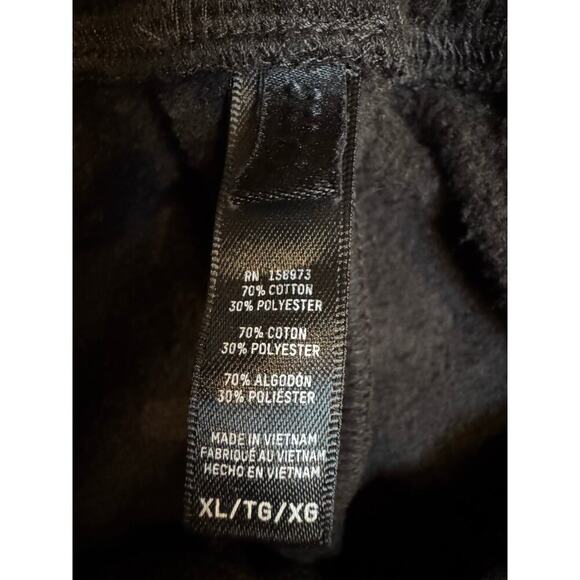 RN 158973
70% COTTON
30% POLYESTER
70% COTON
30% POLYESTER
70% ALGODÓN
30% POLIÉSTER
MADE IN VIETNAM
FABRIQUÉ AU VIETNAM
HECHO EN VIETNAM
XL/TG/XG